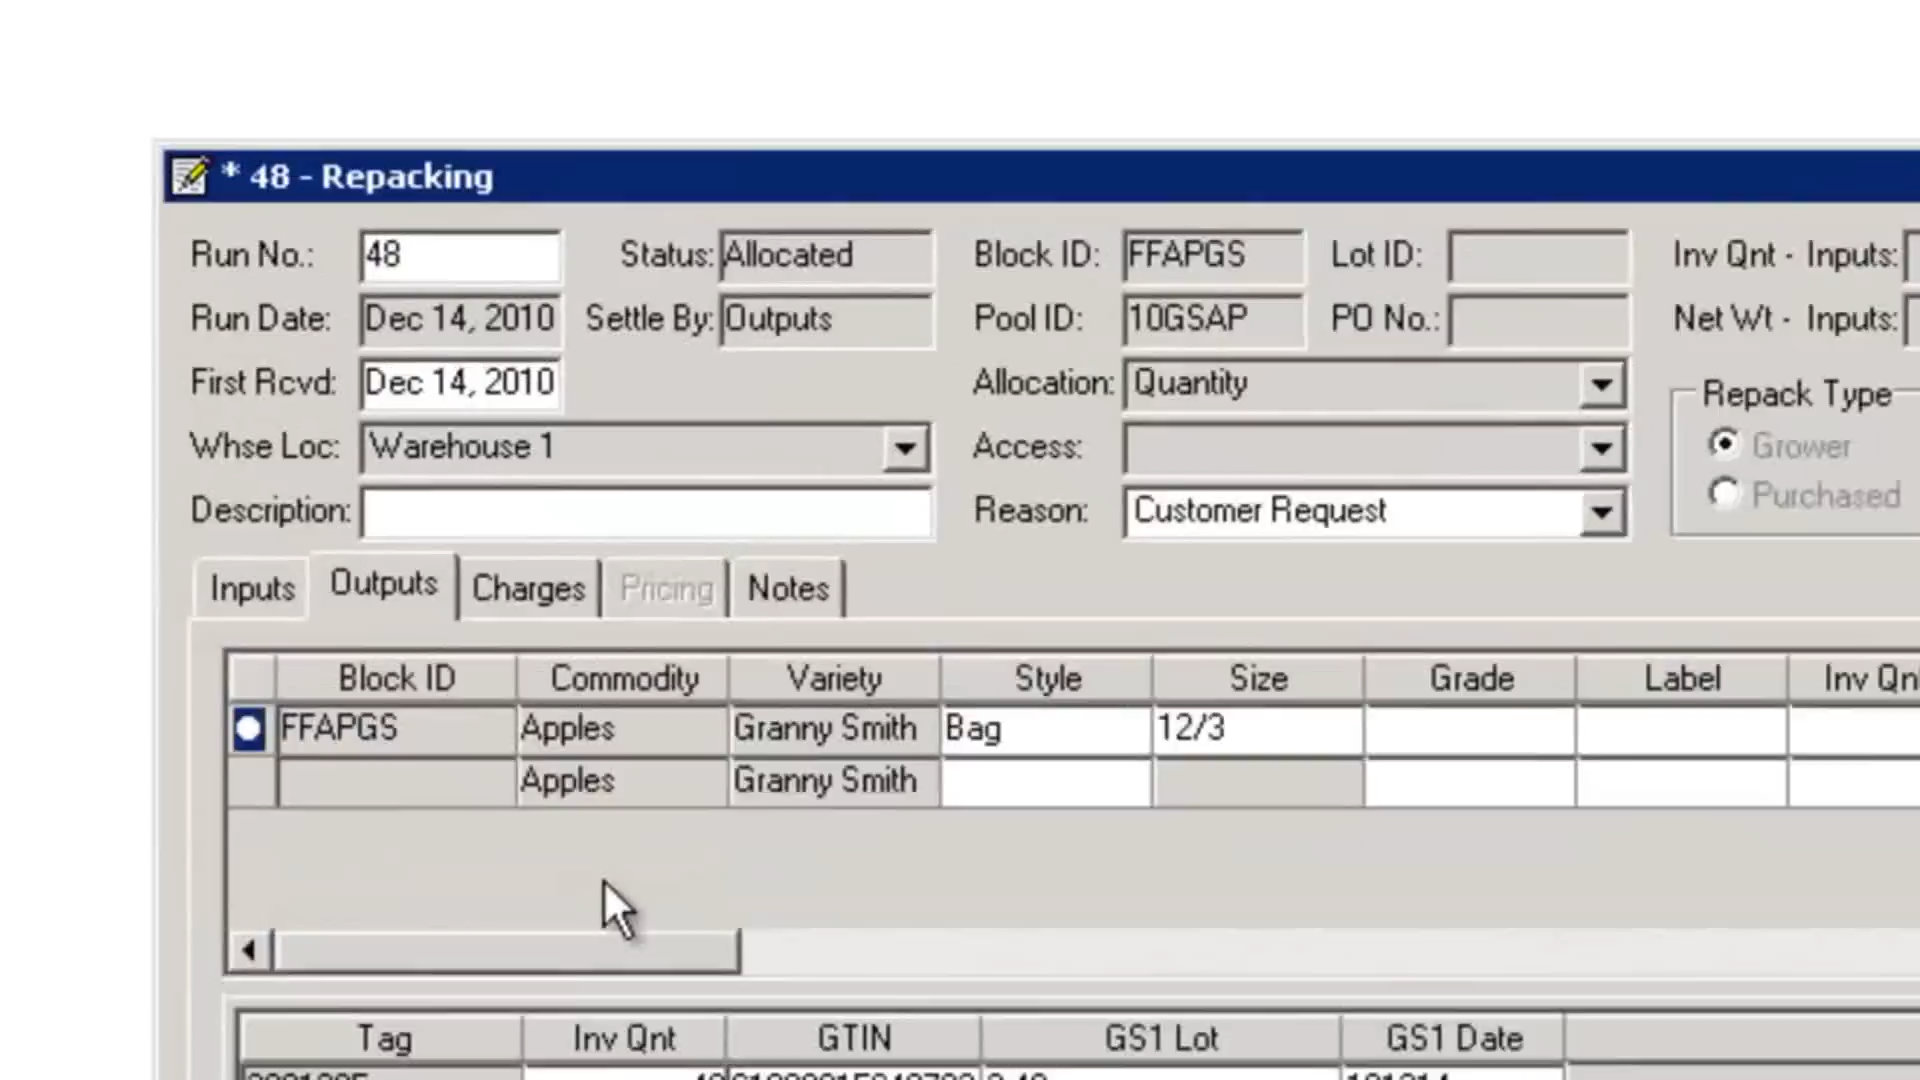 * 48 - Repacking
Run No.: 48 Status: Allocated Block ID: FFAPGS Lot ID: Inv Qnt - Inputs:
Run Date: Dec 14, 2010 Settle By: Outputs Pool ID: 10GSAP PO No.: Net Wt - Inputs:
First Rcvd: Dec 14, 2010 Allocation: Quantity Repack Type
Whse Loc: Warehouse 1 Access: Grower
Description: Reason: Customer Request Purchased
Inputs Outputs Charges Pricing Notes
Block ID Commodity Variety Style Size Grade Label Inv Qnt
FFAPGS Apples Granny Smith Bag 12/3
Apples Granny Smith
Tag Inv Qnt GTIN GS1 Lot GS1 Date